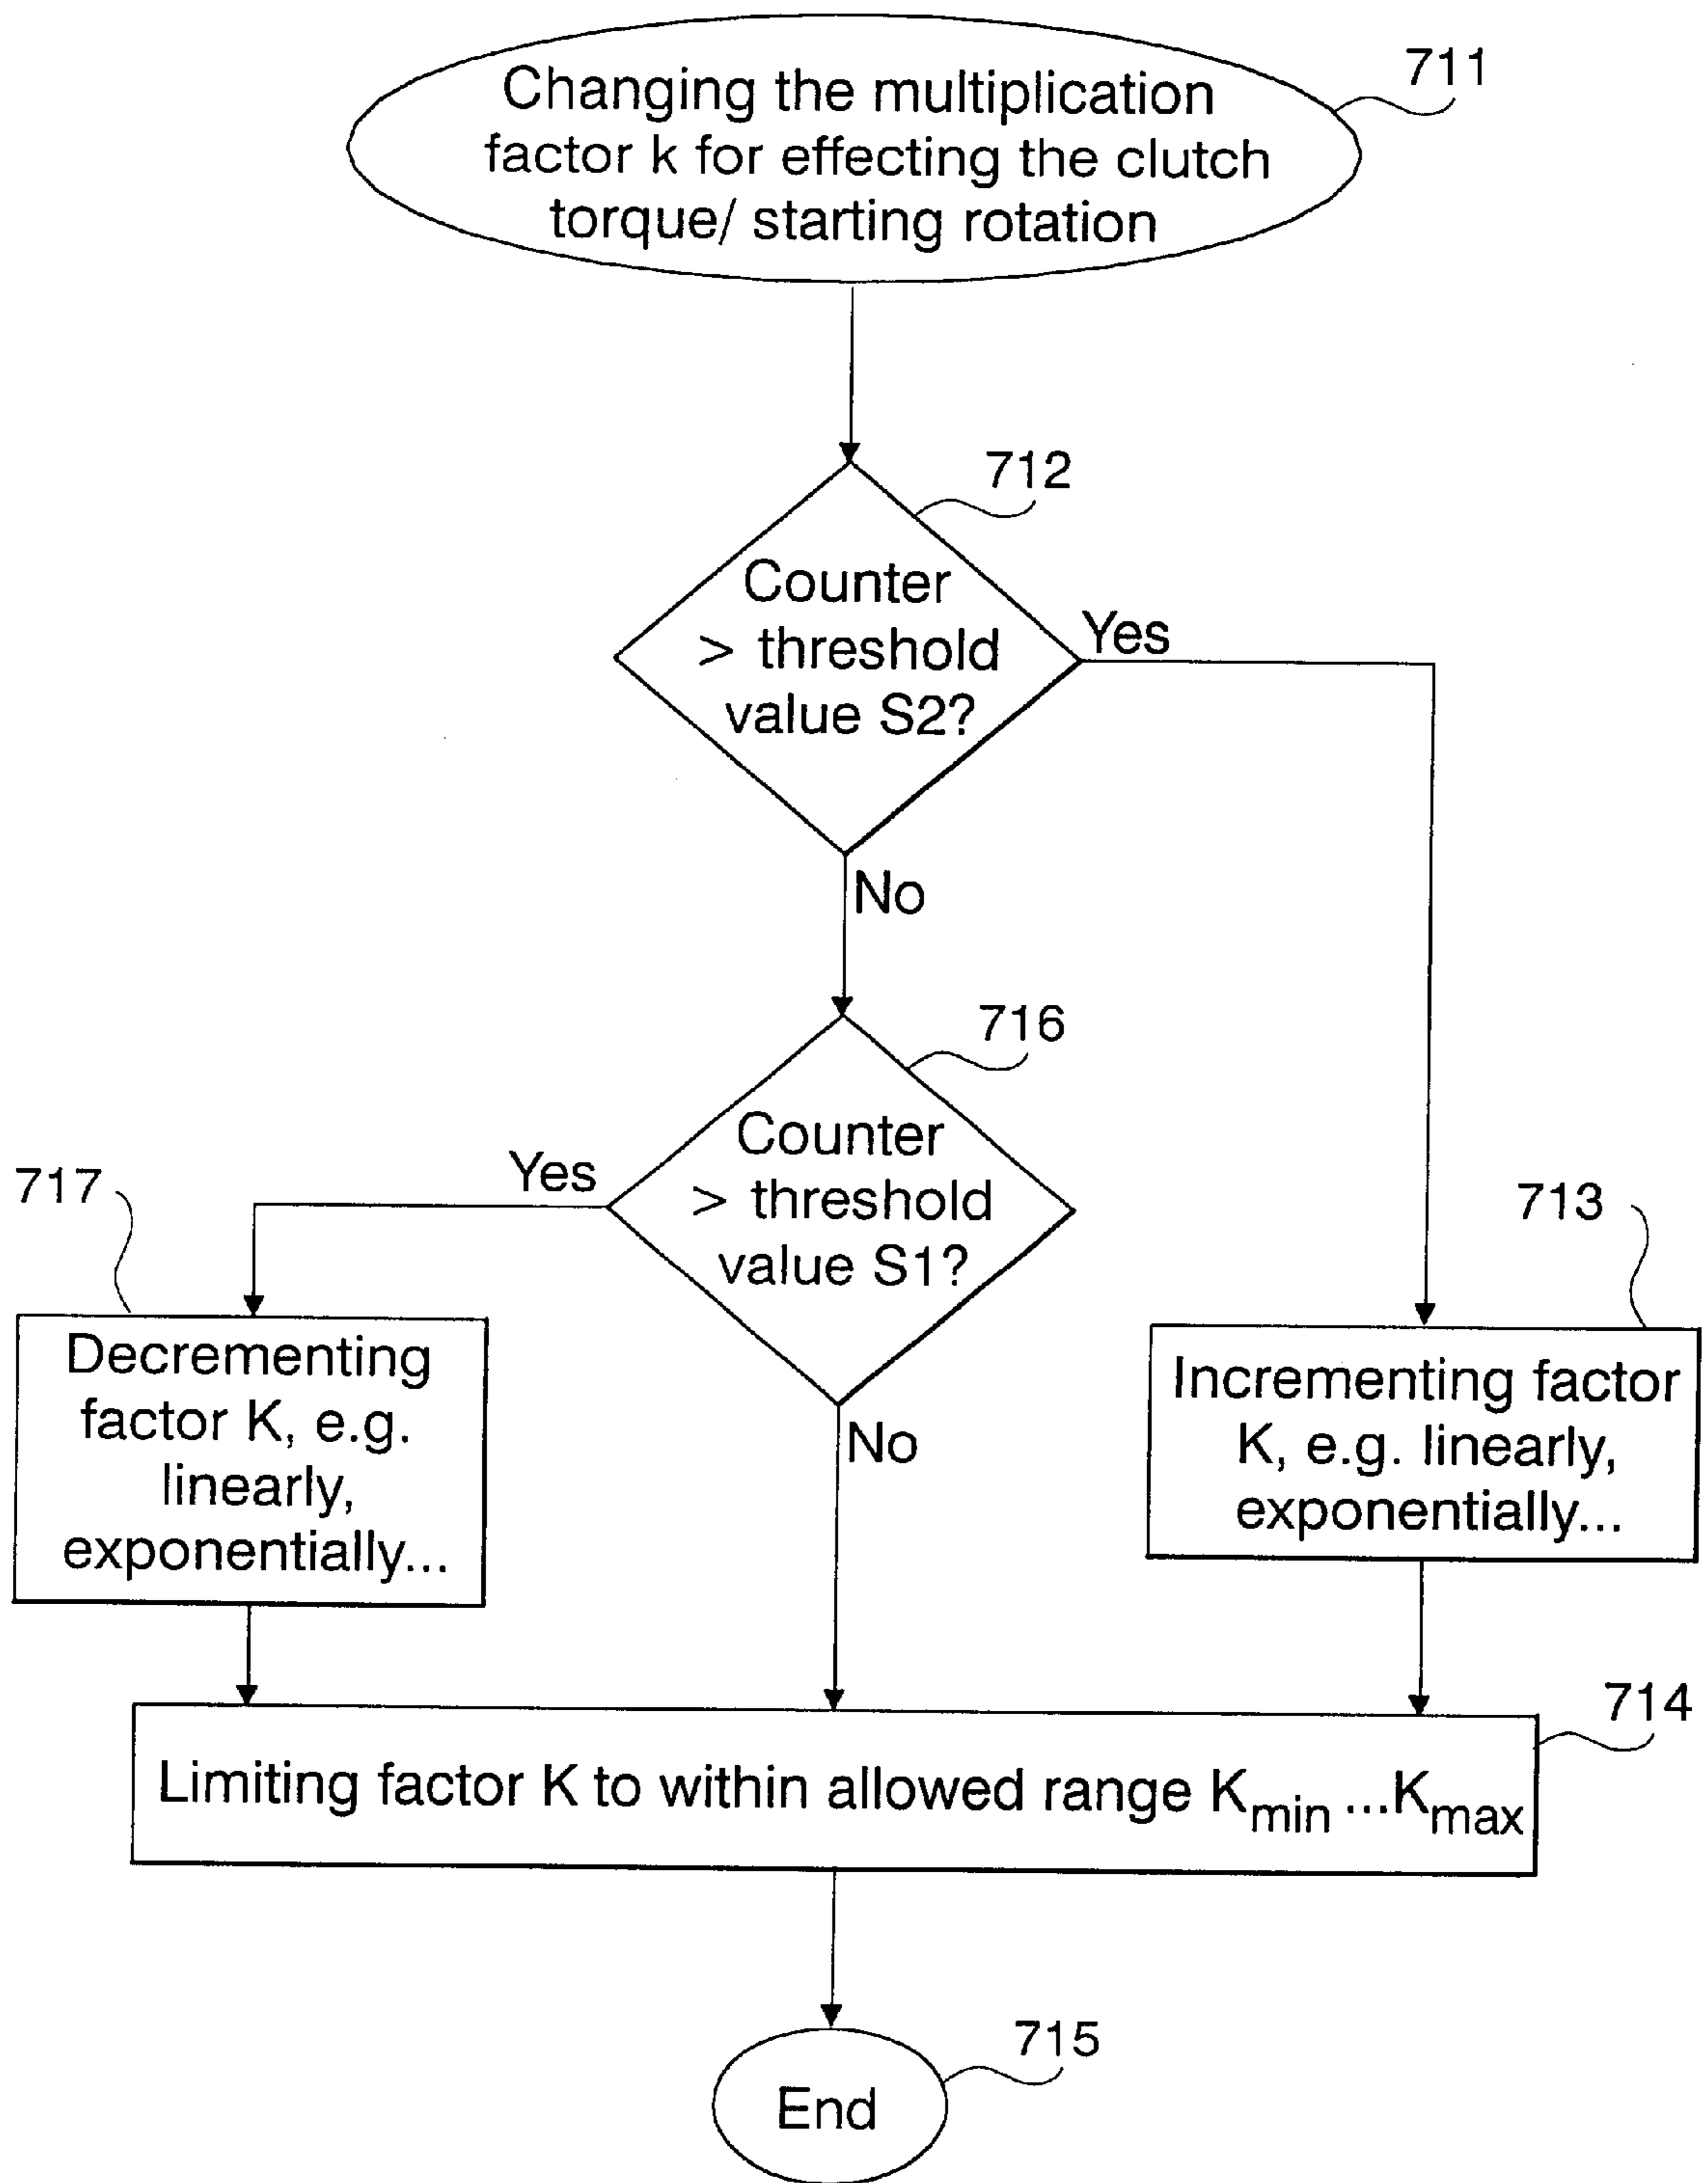 711
Changing the multiplication
factor k for effecting the clutch
torque/ starting rotation
712
Counter
> threshold
value S2?
Yes
No
716
Counter
> threshold
value S1?
Yes
No
717
Decrementing
factor K, e.g.
linearly,
exponentially...
713
Incrementing factor
K, e.g. linearly,
exponentially...
714
Limiting factor K to within allowed range Kmin ...Kmax
715
End